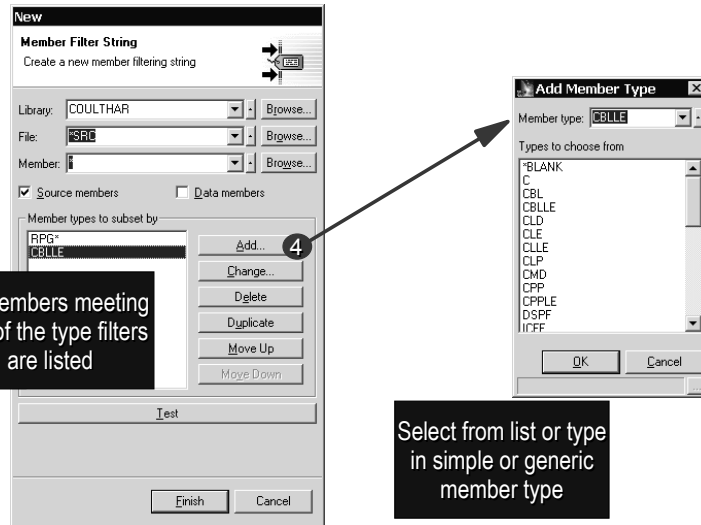 New
Member Filter String
Create a new member filtering string
Library: COULTHAR Browse...
File: *SRC Browse...
Member: * Browse...
Source members Data members
Member types to subset by
RPG*
CBLLE
Add... 4
Change...
Delete
Duplicate
Move Up
Move Down
Test
Finish Cancel
meeting
of the type filters
are listed
Add Member Type
Member type: CBLLE
Types to choose from
*BLANK
C
CBL
CBLLE
CLD
CLE
CLLE
CLP
CMD
CPP
CPPLE
DSPF
OK Cancel
...
Select from list or type
in simple or generic
member type